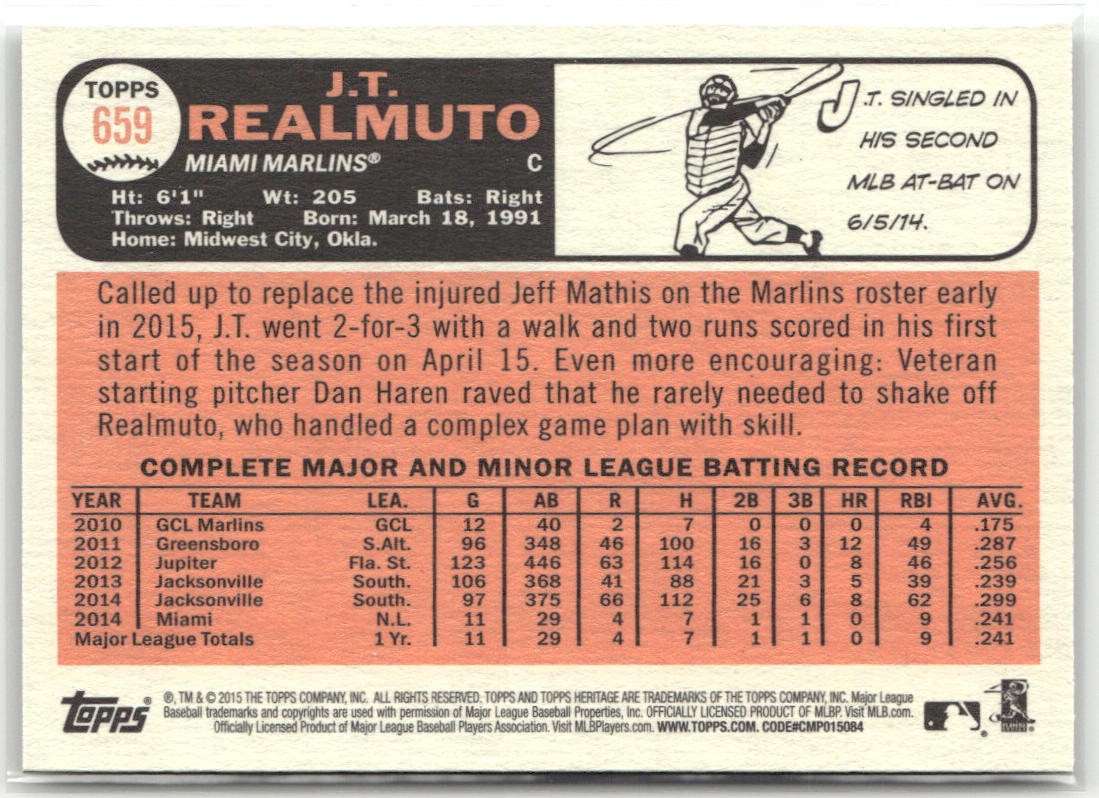 TOPPS
659
J.T.
REALMUTO
MIAMI MARLINS® C
Ht: 6'1" Wt: 205 Bats: Right
Throws: Right Born: March 18, 1991
Home: Midwest City, Okla.
J.T. SINGLED IN
HIS SECOND
MLB AT-BAT ON
6/5/14.
Called up to replace the injured Jeff Mathis on the Marlins roster early
in 2015, J.T. went 2-for-3 with a walk and two runs scored in his first
start of the season on April 15. Even more encouraging: Veteran
starting pitcher Dan Haren raved that he rarely needed to shake off
Realmuto, who handled a complex game plan with skill.
COMPLETE MAJOR AND MINOR LEAGUE BATTING RECORD
YEAR TEAM LEA. G AB R H 2B 3B HR RBI AVG.
2010 GCL Marlins GCL 12 40 2 7 0 0 0 4 .175
2011 Greensboro S.Alt. 96 348 46 100 16 3 12 49 .287
2012 Jupiter Fla. St. 123 446 63 114 16 0 8 46 .256
2013 Jacksonville South. 106 368 41 88 21 3 5 39 .239
2014 Jacksonville South. 97 375 66 112 25 6 8 62 .299
2014 Miami N.L. 11 29 4 7 1 1 0 9 .241
Major League Totals 1 Yr. 11 29 4 7 1 1 0 9 .241
Topps®
®, TM & © 2015 THE TOPPS COMPANY, INC. ALL RIGHTS RESERVED. TOPPS AND TOPPS HERITAGE ARE TRADEMARKS OF THE TOPPS COMPANY, INC. Major League
Baseball trademarks and copyrights are used with permission of Major League Baseball Properties, Inc. OFFICIALLY LICENSED PRODUCT OF MLBP. Visit MLB.com.
Officially Licensed Product of Major League Baseball Players Association. Visit MLBPlayers.com. WWW.TOPPS.COM. CODE#CMP015084